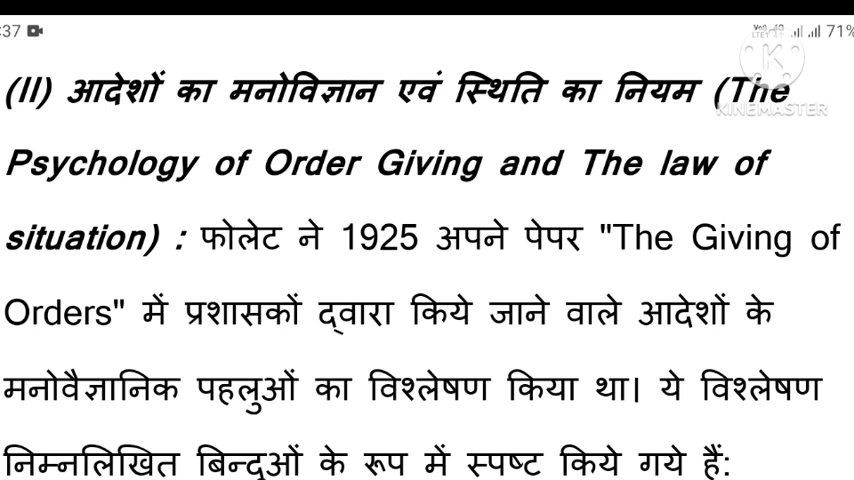 :37
71%
K
KINEMASTER
(II) आदेशों का मनोविज्ञान एवं स्थिति का नियम (The
Psychology of Order Giving and The law of
situation) : फोलेट ने 1925 अपने पेपर "The Giving of
Orders" में प्रशासकों द्वारा किये जाने वाले आदेशों के
मनोवैज्ञानिक पहलुओं का विश्लेषण किया था। ये विश्लेषण
निम्नलिखित बिन्दुओं के रूप में स्पष्ट किये गये हैं: